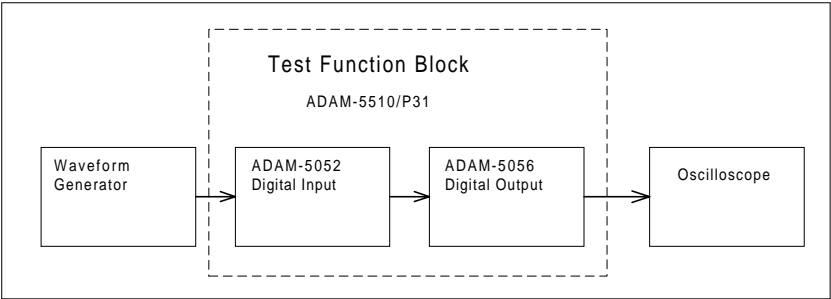 Test Function Block
ADAM-5510/P31
Waveform
Generator
ADAM-5052
Digital Input
ADAM-5056
Digital Output
Oscilloscope